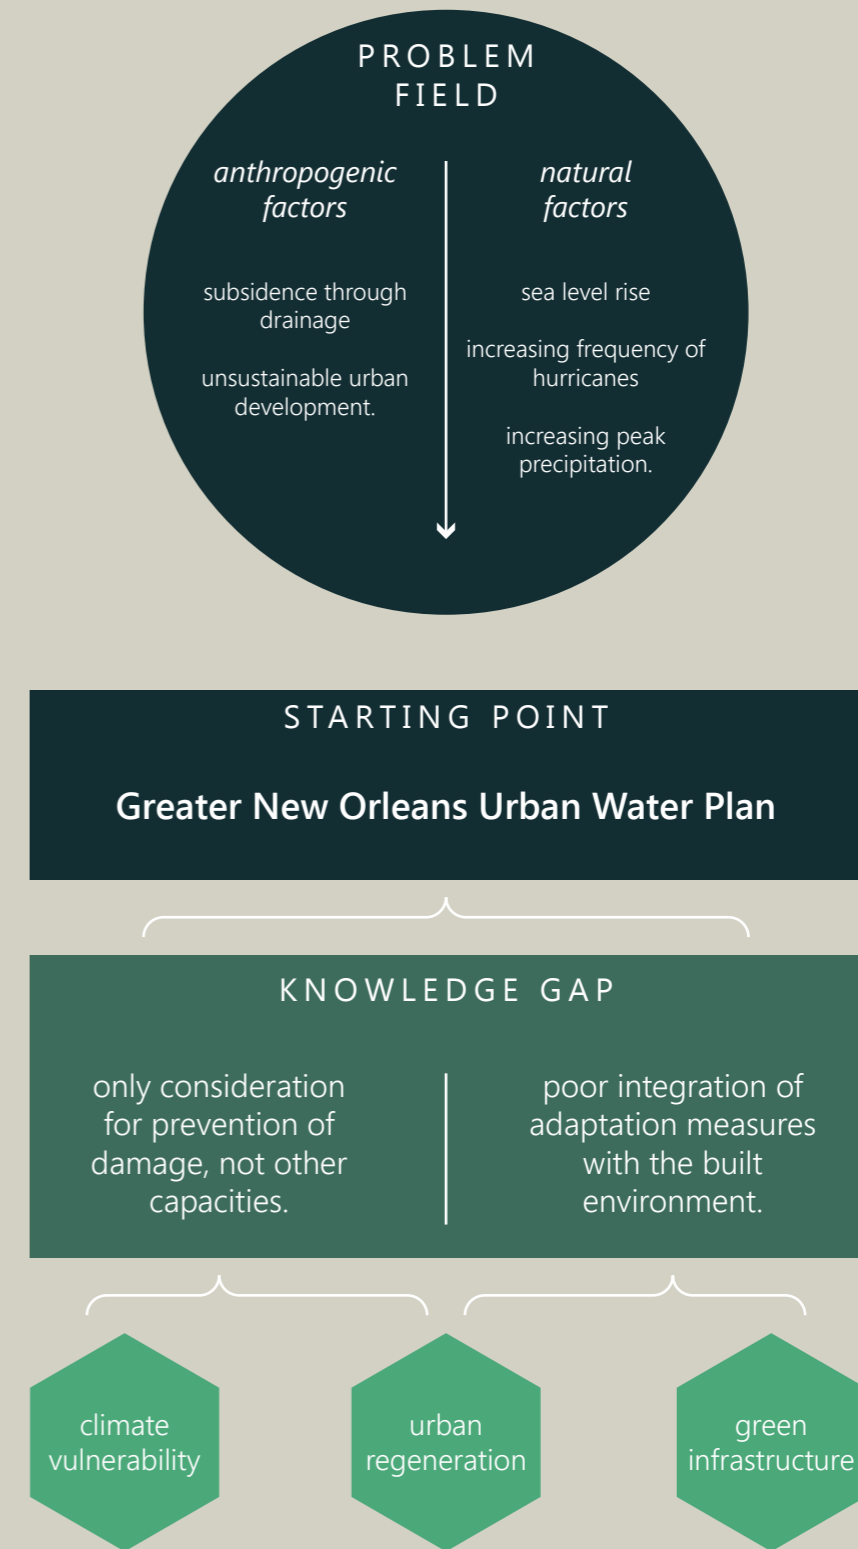 PROBLEM
FIELD
anthropogenic
factors
subsidence through
drainage
unsustainable urban
development.
natural
factors
sea level rise
increasing frequency of
hurricanes
increasing peak
precipitation.
STARTING POINT
Greater New Orleans Urban Water Plan
KNOWLEDGE GAP
only consideration
for prevention of
damage, not other
capacities.
poor integration of
adaptation measures
with the built
environment.
climate
vulnerability
urban
regeneration
green
infrastructure